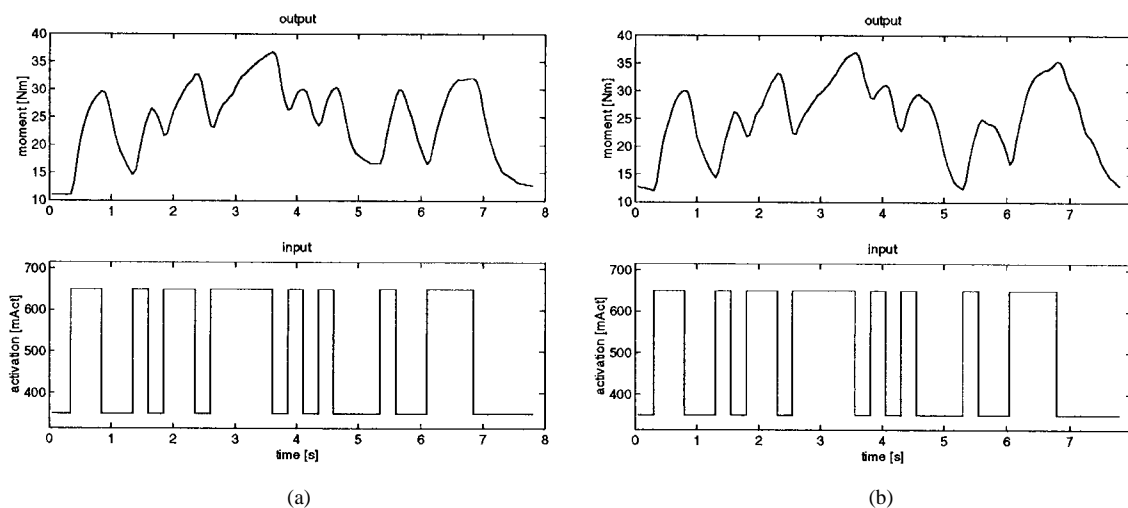 output
40
35
30
25
20
15
10
moment [Nm]
0 1 2 3 4 5 6 7 8
input
700
600
500
400
activation [mAct]
0 1 2 3 4 5 6 7 8
time [s]
(a)
output
40
35
30
25
20
15
10
moment [Nm]
0 1 2 3 4 5 6 7
input
700
600
500
400
activation [mAct]
0 1 2 3 4 5 6 7
time [s]
(b)